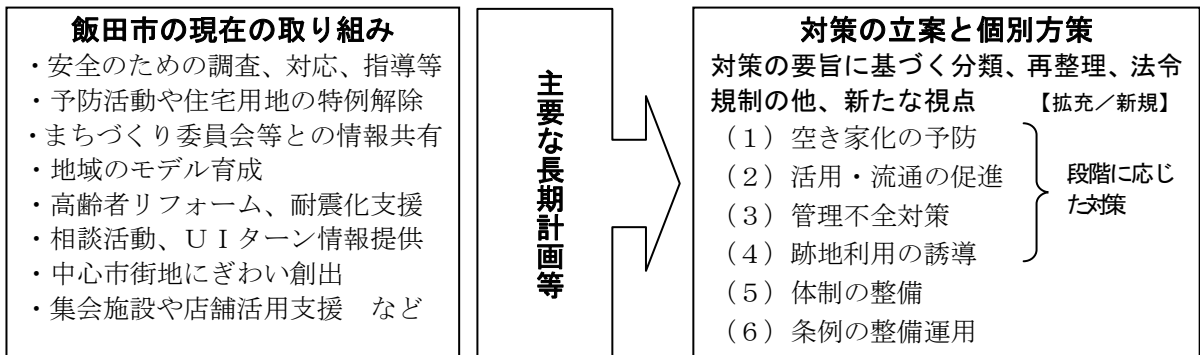 飯田市の現在の取り組み
・安全のための調査、対応、指導等
・予防活動や住宅用地の特例解除
・まちづくり委員会等との情報共有
・地域のモデル育成
・高齢者リフォーム、耐震化支援
・相談活動、ＵＩターン情報提供
・中心市街地にぎわい創出
・集会施設や店舗活用支援　など
主要な長期計画等
対策の立案と個別方策
対策の要旨に基づく分類、再整理、法令
規制の他、新たな視点　【拡充／新規】
（１）空き家化の予防
（２）活用・流通の促進
（３）管理不全対策
（４）跡地利用の誘導
段階に応じ
た対策
（５）体制の整備
（６）条例の整備運用